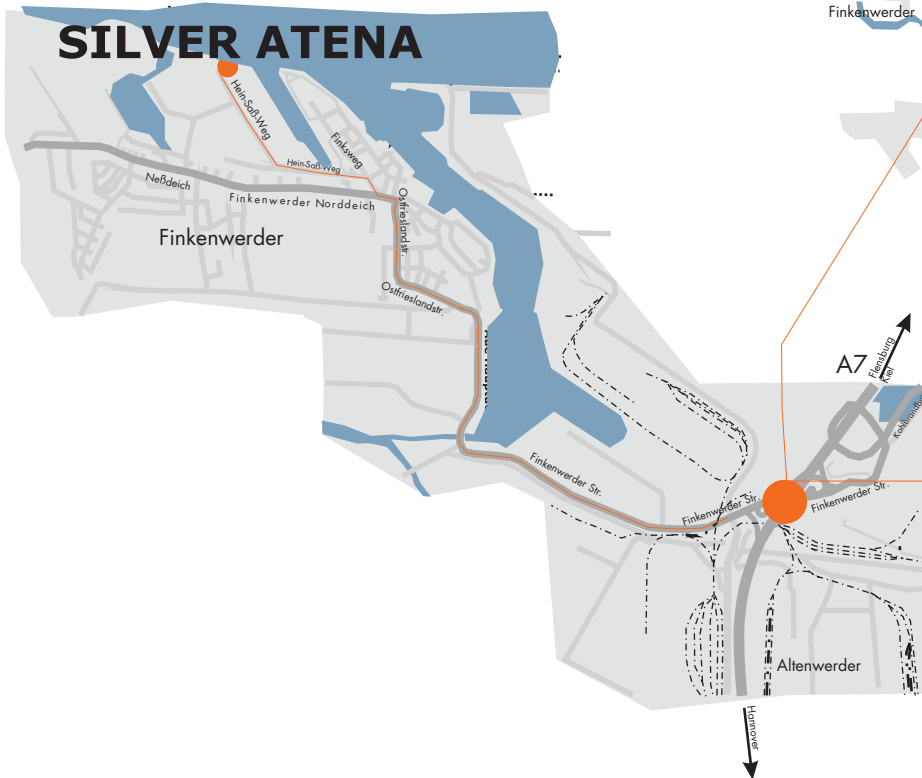 Finkenwerder
SILVER ATENA
Hein-Saß-Weg
Finksweg
Hein-Saß-Weg
Neßdeich
Finkenwerder Norddeich
Ostfrieslandstr.
Finkenwerder
Ostfrieslandstr.
A7
Flensburg
Kiel
Finkenwerder Str.
Finkenwerder Str.
Finkenwerder Str.
Altenwerder
Hannover